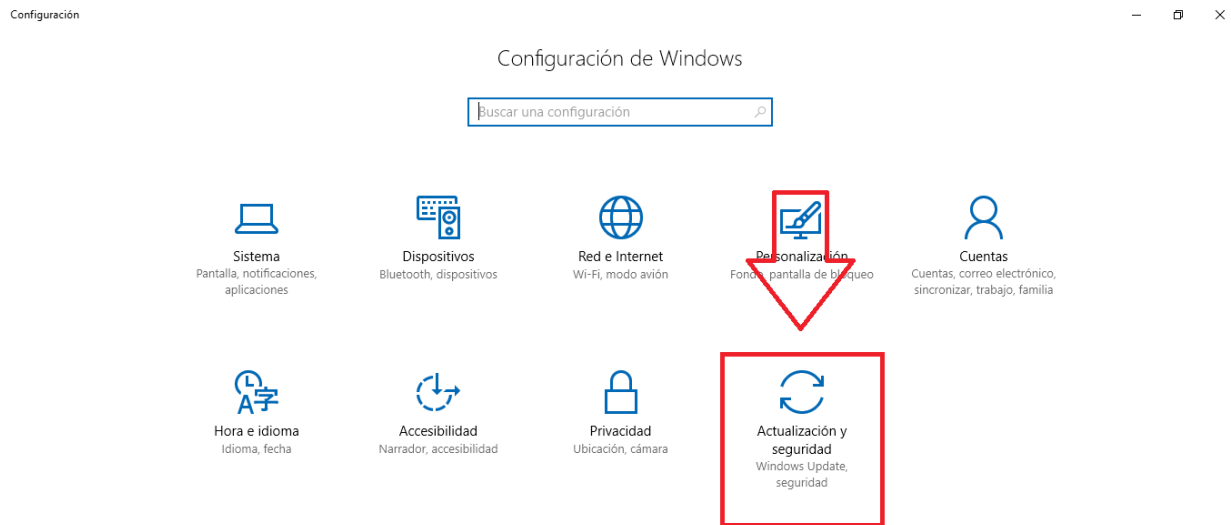 Configuración
Configuración de Windows
Buscar una configuración
Sistema
Pantalla, notificaciones,
aplicaciones
Dispositivos
Bluetooth, dispositivos
Red e Internet
Wi-Fi, modo avión
Personalización
Fondo, pantalla de bloqueo
Cuentas
Cuentas, correo electrónico,
sincronizar, trabajo, familia
Hora e idioma
Idioma, fecha
Accesibilidad
Narrador, accesibilidad
Privacidad
Ubicación, cámara
Actualización y
seguridad
Windows Update,
seguridad